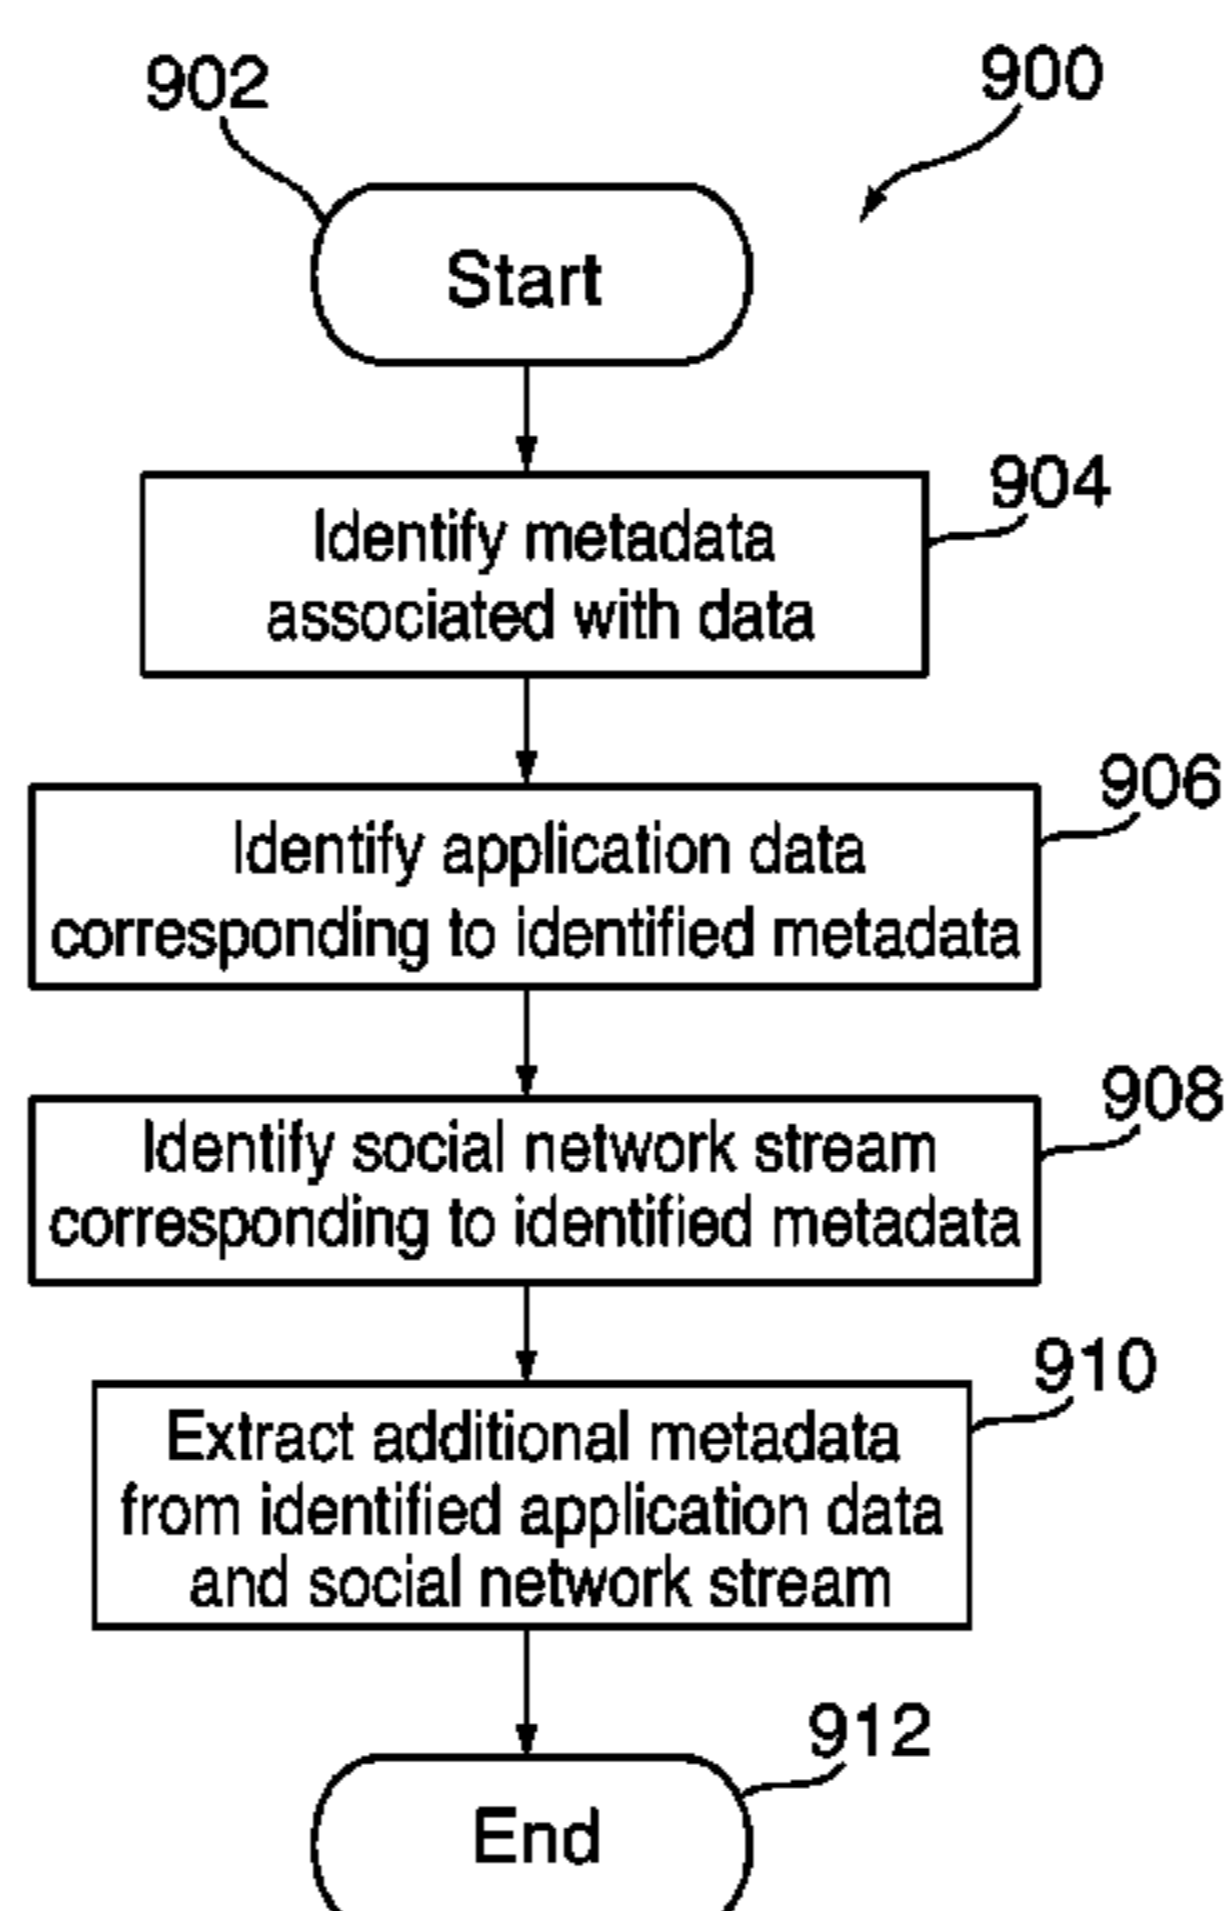 902
900
Start
904
Identify metadata
associated with data
906
Identify application data
corresponding to identified metadata
908
Identify social network stream
corresponding to identified metadata
910
Extract additional metadata
from identified application data
and social network stream
912
End